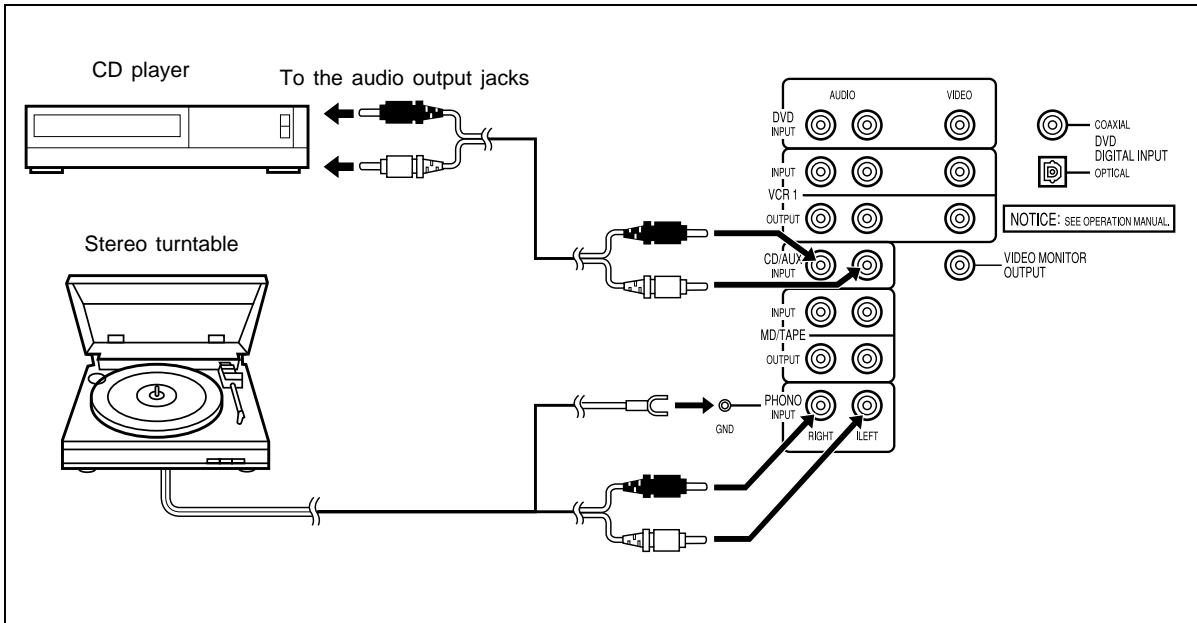 CD player
To the audio output jacks
Stereo turntable
AUDIO
VIDEO
DVD
INPUT
COAXIAL
DVD
DIGITAL INPUT
OPTICAL
INPUT
VCR 1
OUTPUT
NOTICE: SEE OPERATION MANUAL.
CD/AUX
INPUT
VIDEO MONITOR
OUTPUT
INPUT
MD/TAPE
OUTPUT
PHONO
INPUT
GND
RIGHT
lLEFT